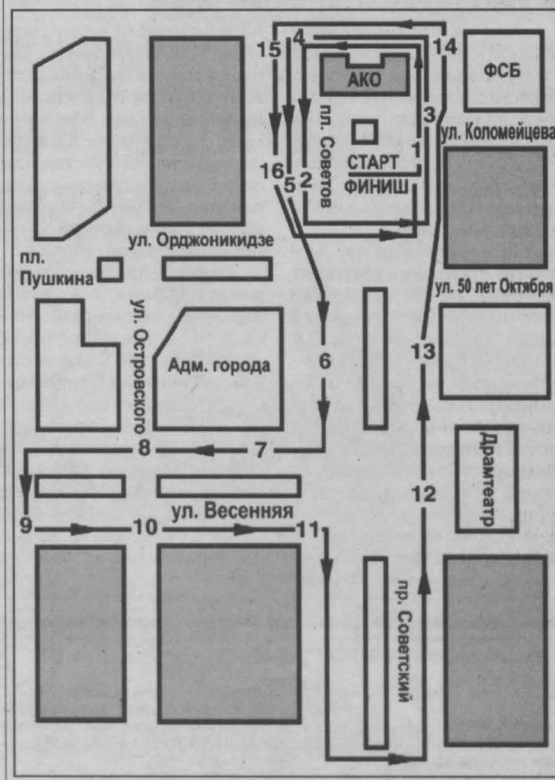 15
4
14
АКО
ФСБ
3
ул. Коломейцева
пл. Советов
1
СТАРТ
ФИНИШ
16
5
2
ул. Орджоникидзе
пл.
Пушкина
ул. 50 лет Октября
ул. Островского
Адм. города
6
13
8
7
Драмтеатр
12
ул. Весенняя
9
10
11
пр. Советский